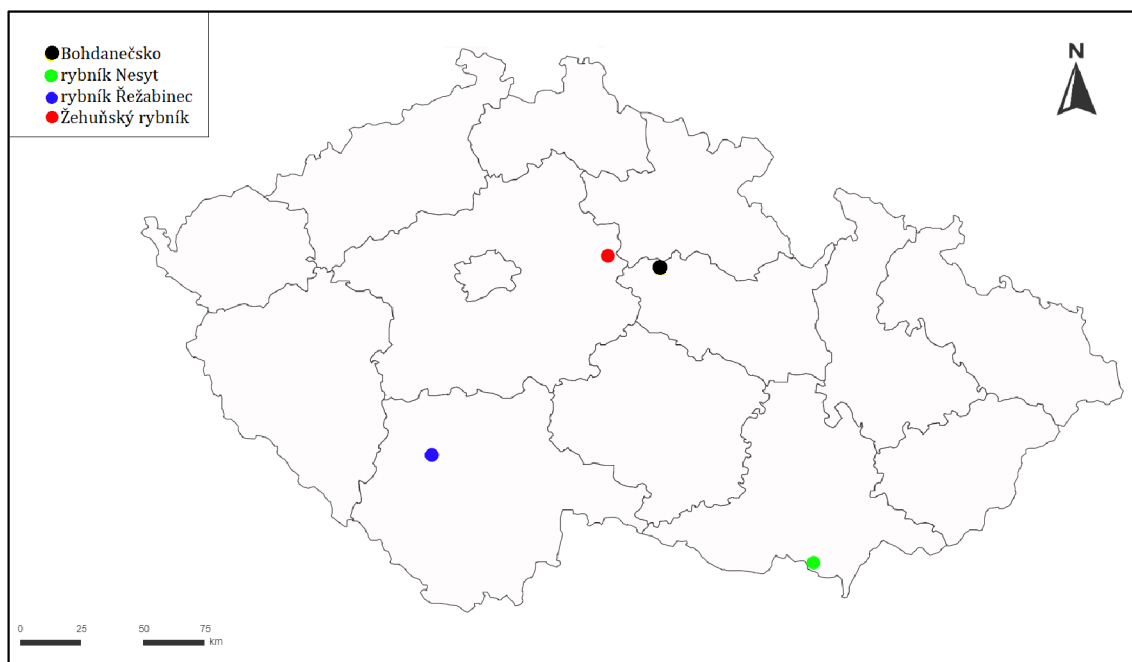 Bohdanečsko
rybník Nesyt
rybník Řežabinec
Žehuňský rybník
N
0 25 50 75
km